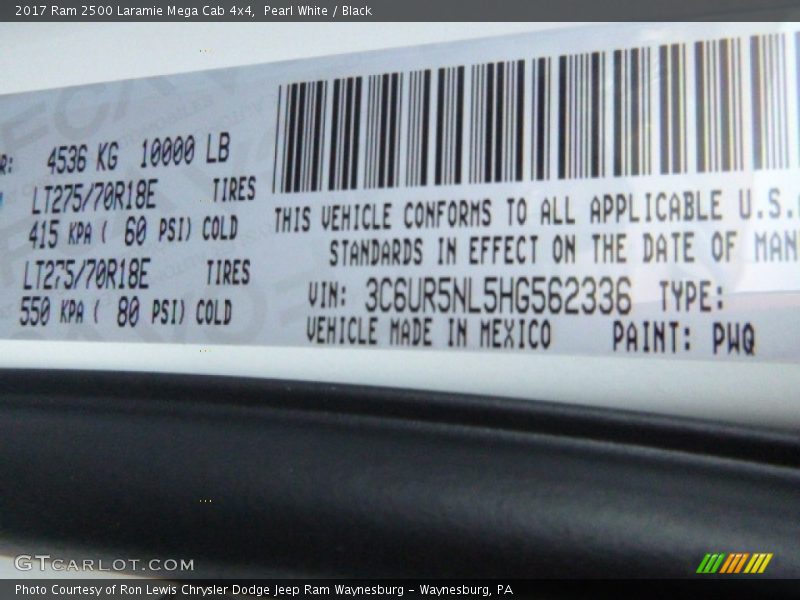 2017 Ram 2500 Laramie Mega Cab 4x4, Pearl White / Black
R: 4536 KG 10000 LB
LT275/70R18E TIRES
415 KPA ( 60 PSI) COLD
LT275/70R18E TIRES
550 KPA ( 80 PSI) COLD
THIS VEHICLE CONFORMS TO ALL APPLICABLE U.S.
STANDARDS IN EFFECT ON THE DATE OF MAN
VIN: 3C6UR5NL5HG562336 TYPE:
VEHICLE MADE IN MEXICO PAINT: PWQ
GTCARLOT.COM
Photo Courtesy of Ron Lewis Chrysler Dodge Jeep Ram Waynesburg - Waynesburg, PA